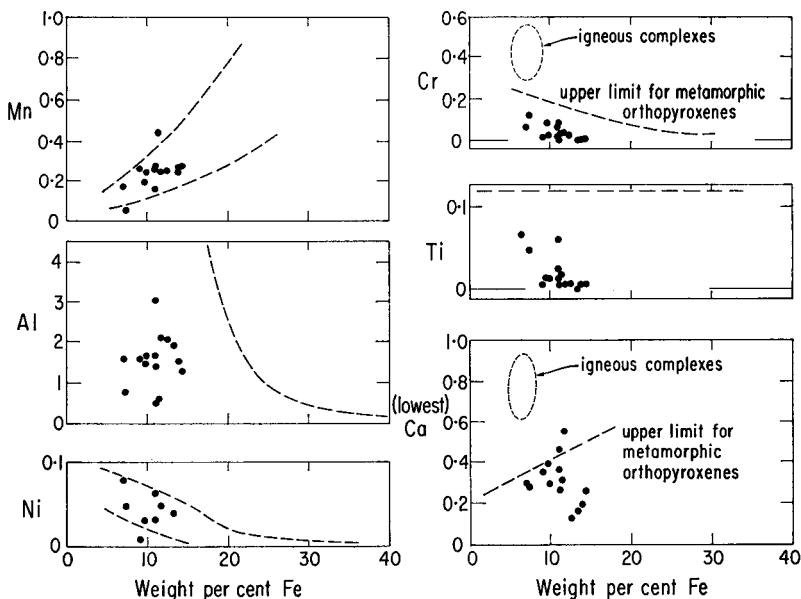 1.0
0.8
0.6
Mn
0.4
0.2
0
4
3
Al
2
1
0
0.1
Ni
0
0 10 20 30 40
Weight per cent Fe
0.6
igneous complexes
0.4
Cr
upper limit for metamorphic
orthopyroxenes
0.2
0
0.1
Ti
0
1.0
igneous complexes
0.8
(lowest)
Ca
0.6
upper limit for
metamorphic
orthopyroxenes
0.4
0.2
0
0 10 20 30 40
Weight per cent Fe